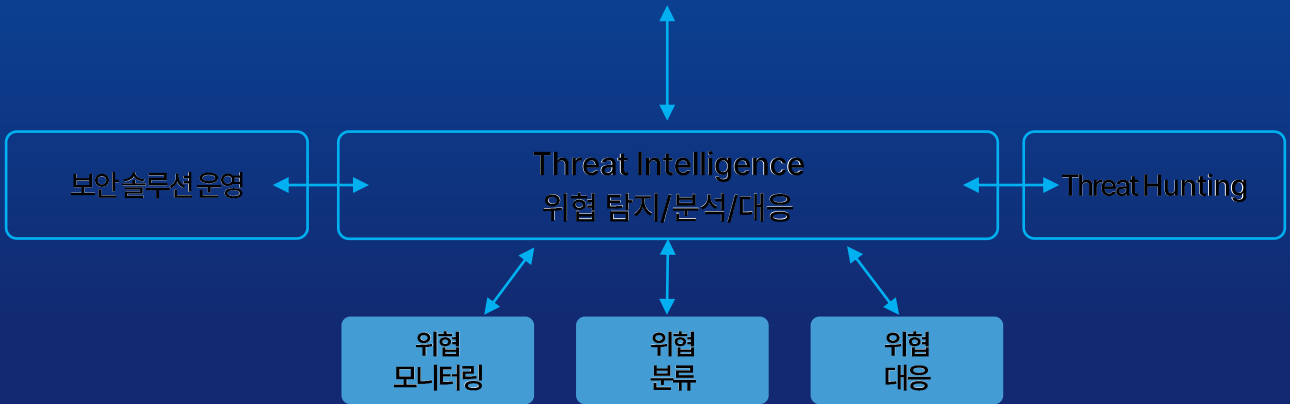 보안 솔루션 운영
Threat Intelligence
위협 탐지/분석/대응
Threat Hunting
위협
모니터링
위협
분류
위협
대응